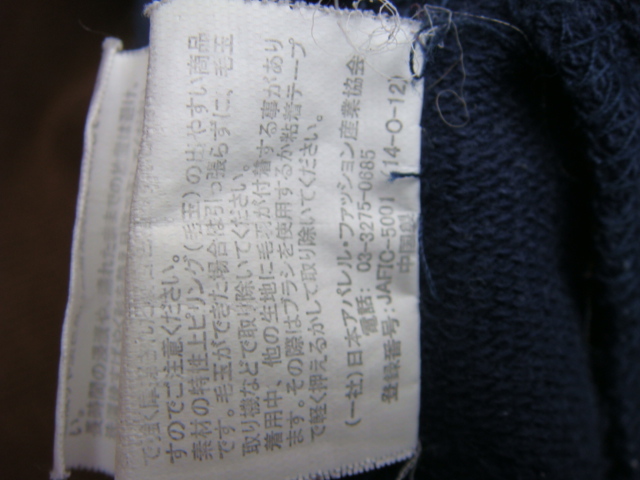 すのでご注意ください。
素材の特性上ピリング(毛玉)の出やすい商品
です。毛玉ができた場合は引っ張らずに、毛玉
取り機などで取り除いてください。
着用中、他の生地に毛羽が付着する事があり
ます。その際はブラシを使用するか粘着テープ
で軽く押えるかして取り除いてください。
(一社)日本アパレル・ファッション産業協会
電話: 03-3275-0685
登録番号:JAFIC-5001 (14-O-12)
中国製